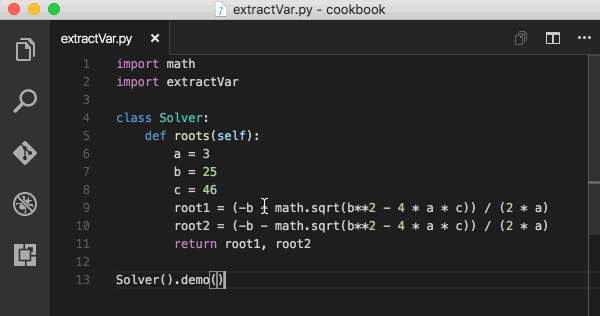 extractVar.py - cookbook
extractVar.py
1 import math
2 import extractVar
3
4 class Solver:
5 def roots(self):
6 a = 3
7 b = 25
8 c = 46
9 root1 = (-b math.sqrt(b**2 - 4 * a * c)) / (2 * a)
10 root2 = (-b - math.sqrt(b**2 - 4 * a * c)) / (2 * a)
11 return root1, root2
12
13 Solver().demo()